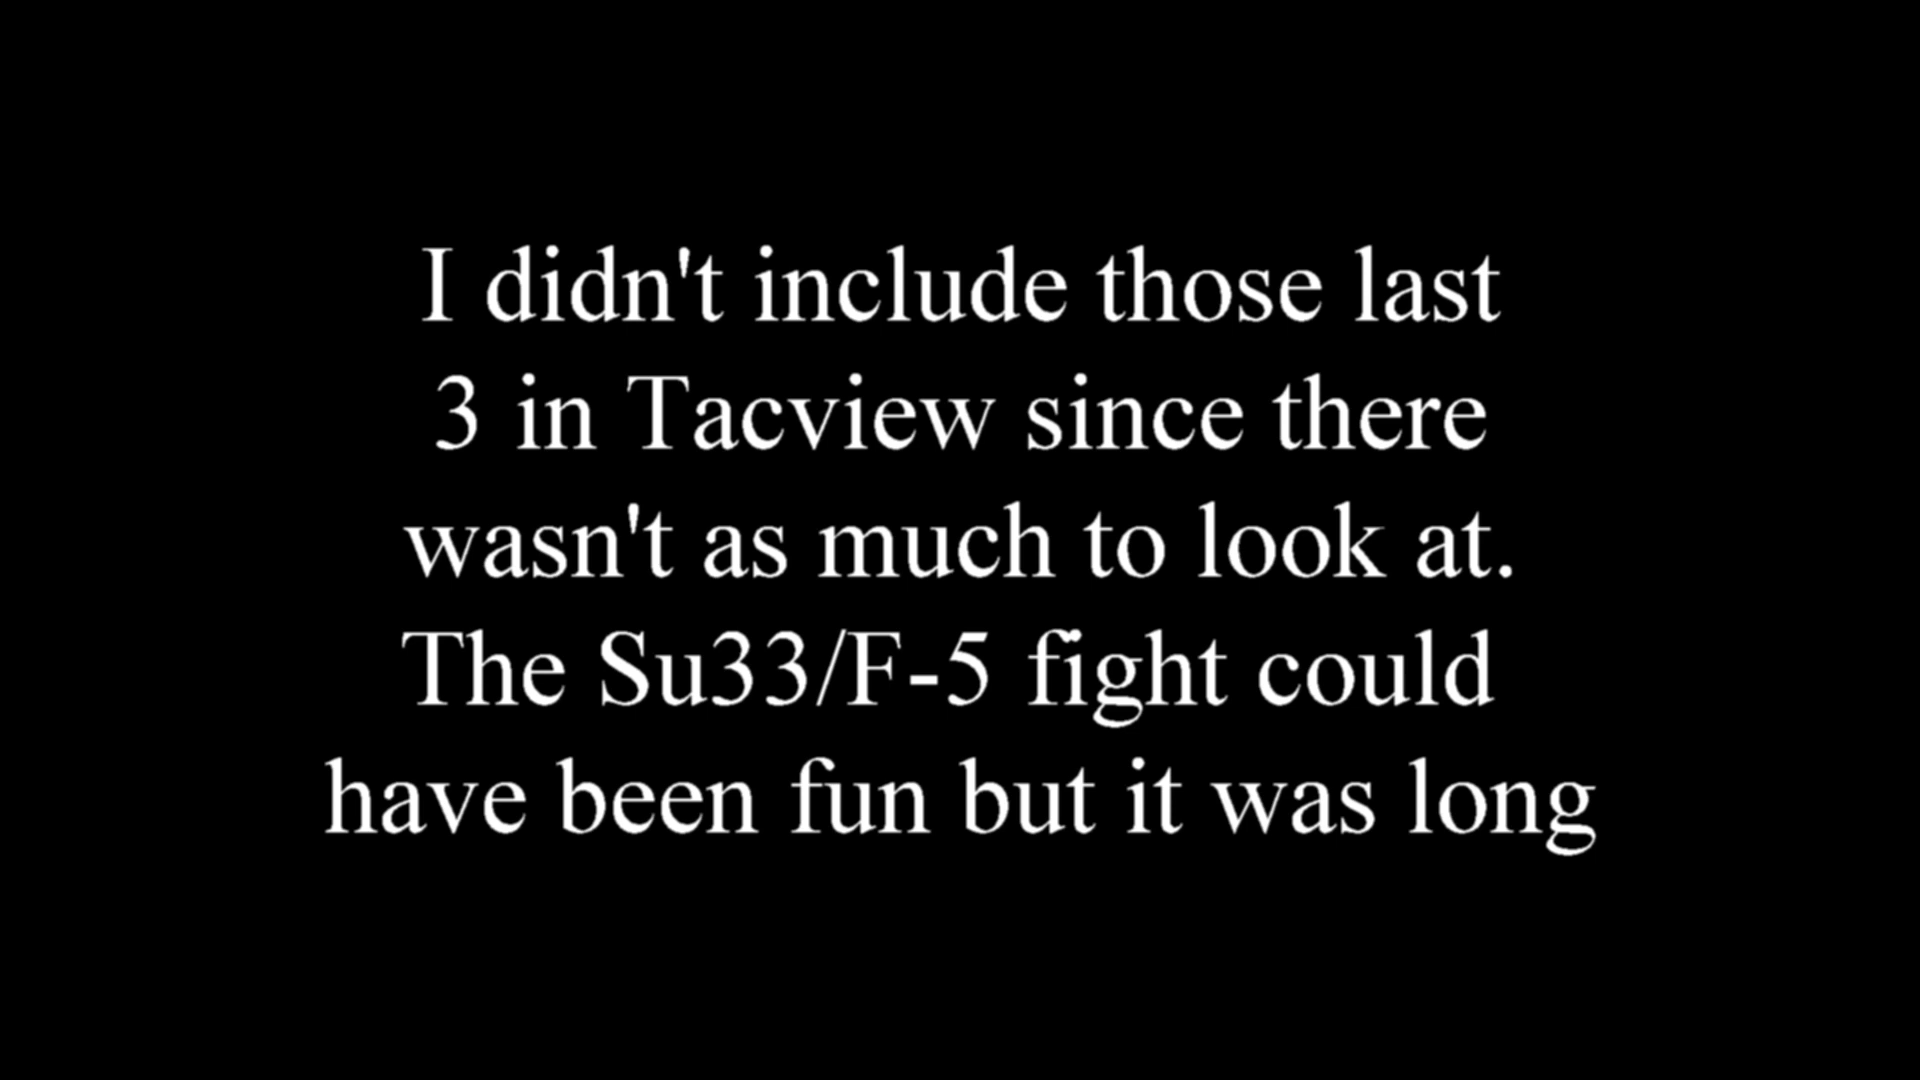 I didn't include those last
3 in Tacview since there
wasn't as much to look at.
The Su33/F-5 fight could
have been fun but it was long